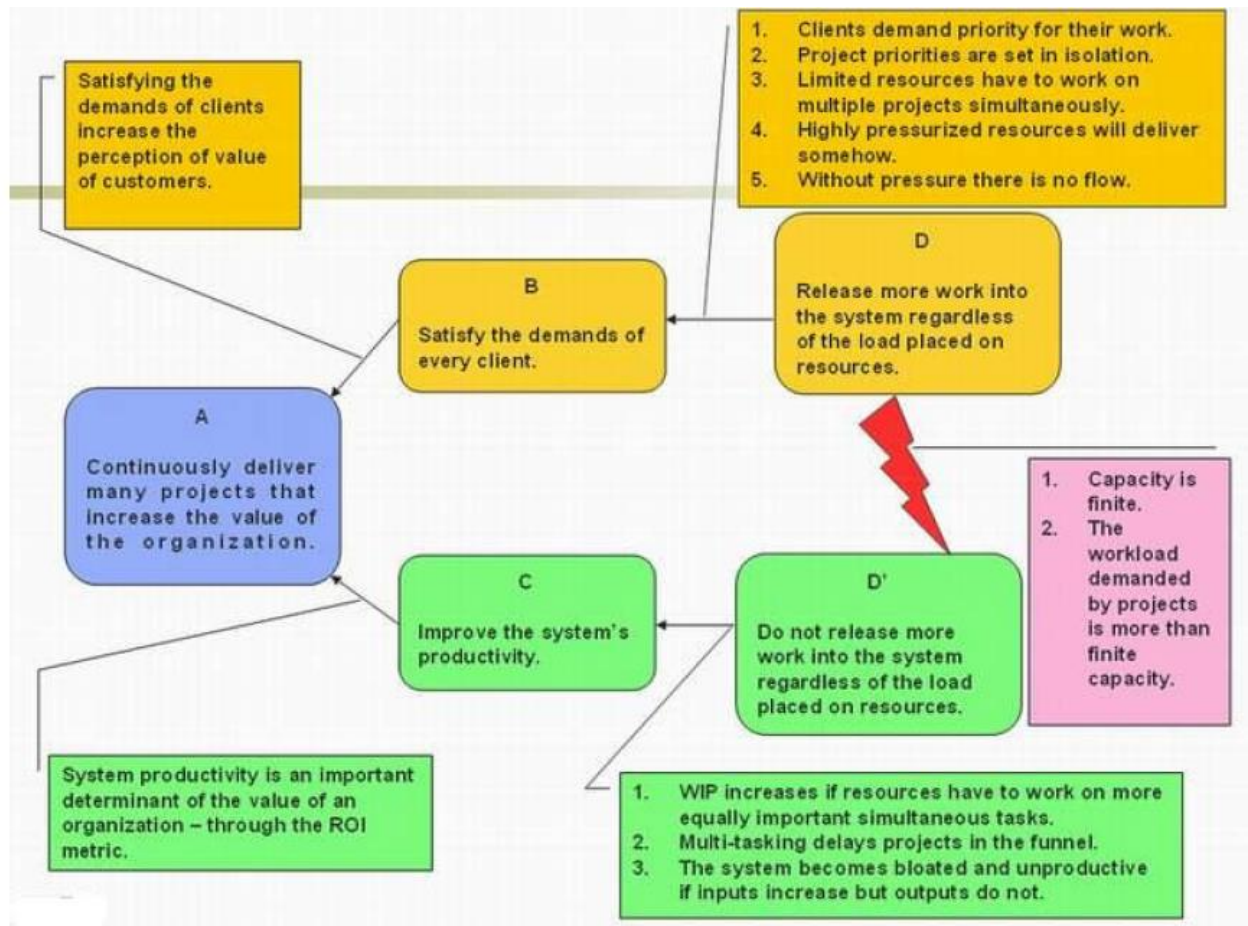 Satisfying the
demands of clients
increase the
perception of value
of customers.
1. Clients demand priority for their work.
2. Project priorities are set in isolation.
3. Limited resources have to work on
multiple projects simultaneously.
4. Highly pressurized resources will deliver
somehow.
5. Without pressure there is no flow.
B
Satisfy the demands of
every client.
D
Release more work into
the system regardless
of the load placed on
resources.
A
Continuously deliver
many projects that
increase the value of
the organization.
C
Improve the system's
productivity.
D'
Do not release more
work into the system
regardless of the load
placed on resources.
1. Capacity is
finite.
2. The
workload
demanded
by projects
is more than
finite
capacity.
System productivity is an important
determinant of the value of an
organization – through the ROI
metric.
1. WIP increases if resources have to work on more
equally important simultaneous tasks.
2. Multi-tasking delays projects in the funnel.
3. The system becomes bloated and unproductive
if inputs increase but outputs do not.